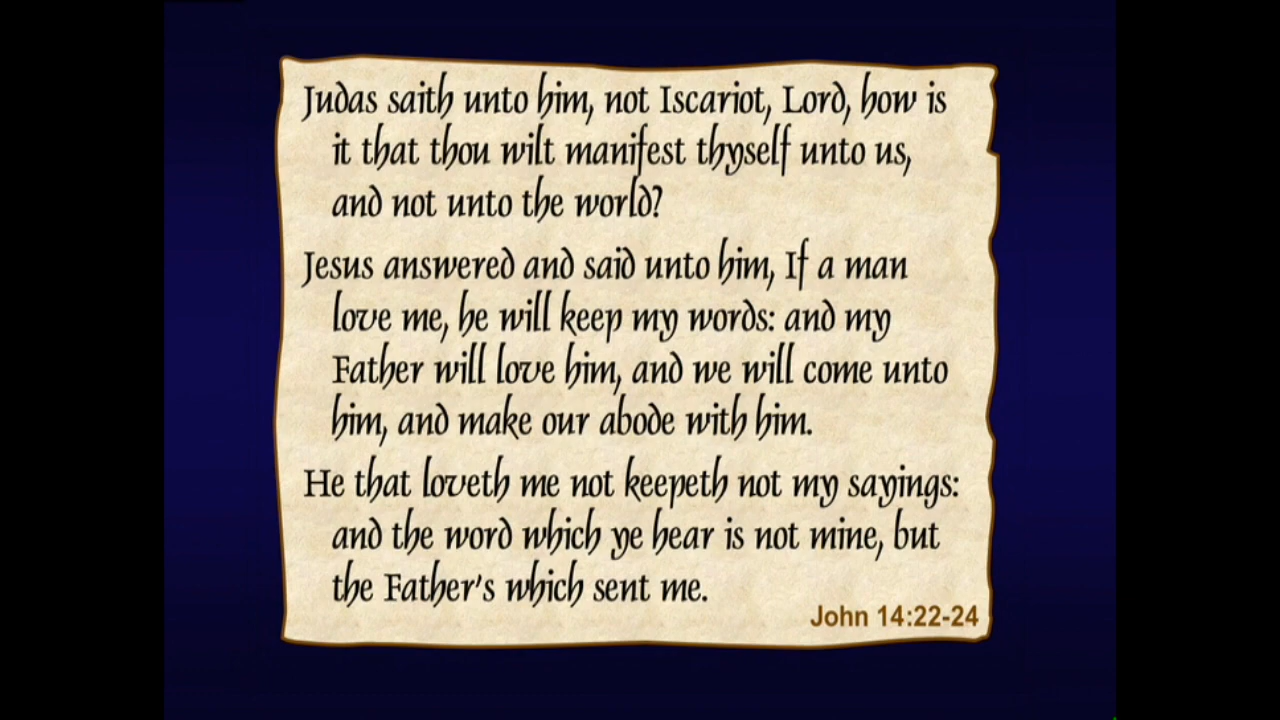 Judas saith unto him, not Iscariot, Lord, how is
it that thou wilt manifest thyself unto us,
and not unto the world?
Jesus answered and said unto him, If a man
love me, he will keep my words: and my
Father will love him, and we will come unto
him, and make our abode with him.
He that loveth me not keepeth not my sayings:
and the word which ye hear is not mine, but
the Father's which sent me.
John 14:22-24